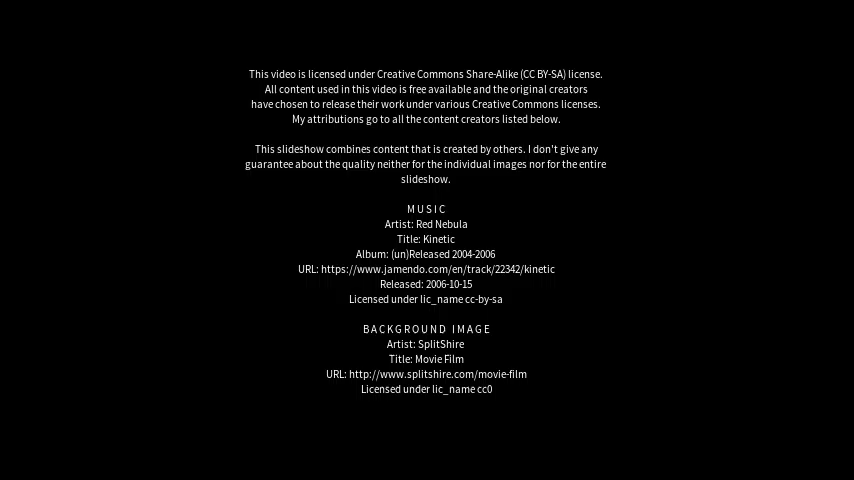 This video is licensed under Creative Commons Share-Alike (CC BY-SA) license.
All content used in this video is free available and the original creators
have chosen to release their work under various Creative Commons licenses.
My attributions go to all the content creators listed below.
This slideshow combines content that is created by others. I don't give any
guarantee about the quality neither for the individual images nor for the entire
slideshow.
MUSIC
Artist: Red Nebula
Title: Kinetic
Album: (un)Released 2004-2006
URL: https://www.jamendo.com/en/track/22342/kinetic
Released: 2006-10-15
Licensed under lic_name cc-by-sa
BACKGROUND IMAGE
Artist: SplitShire
Title: Movie Film
URL: http://www.splitshire.com/movie-film
Licensed under lic_name cc0